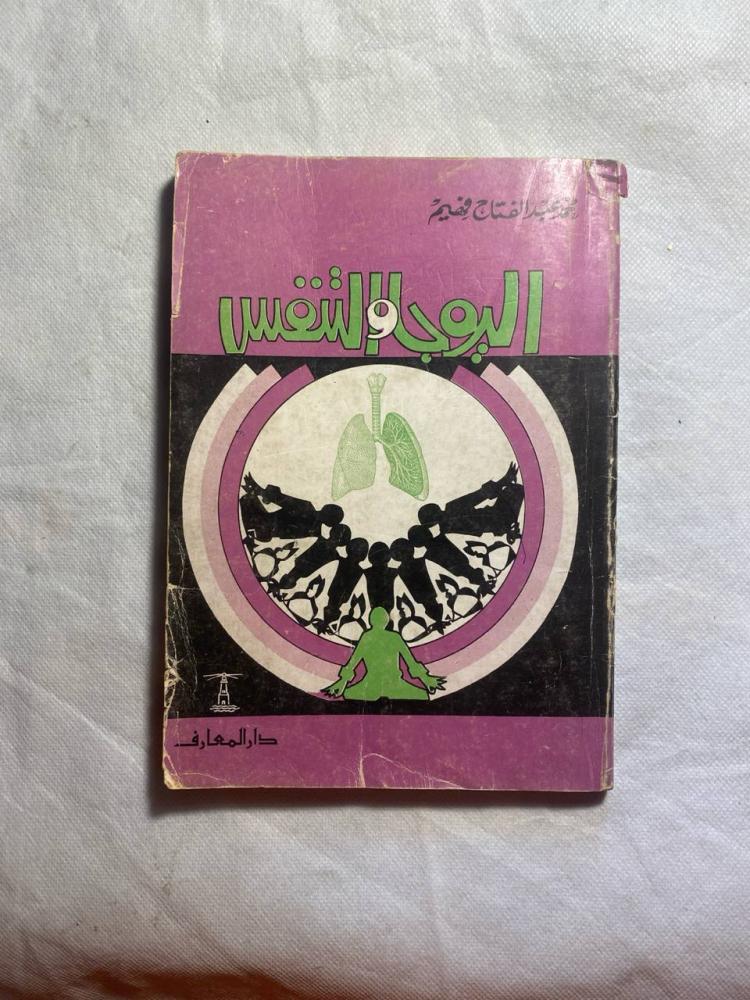 محمد عبد الفتاح فهيم
اليوجا والتنفس
دار المعارف